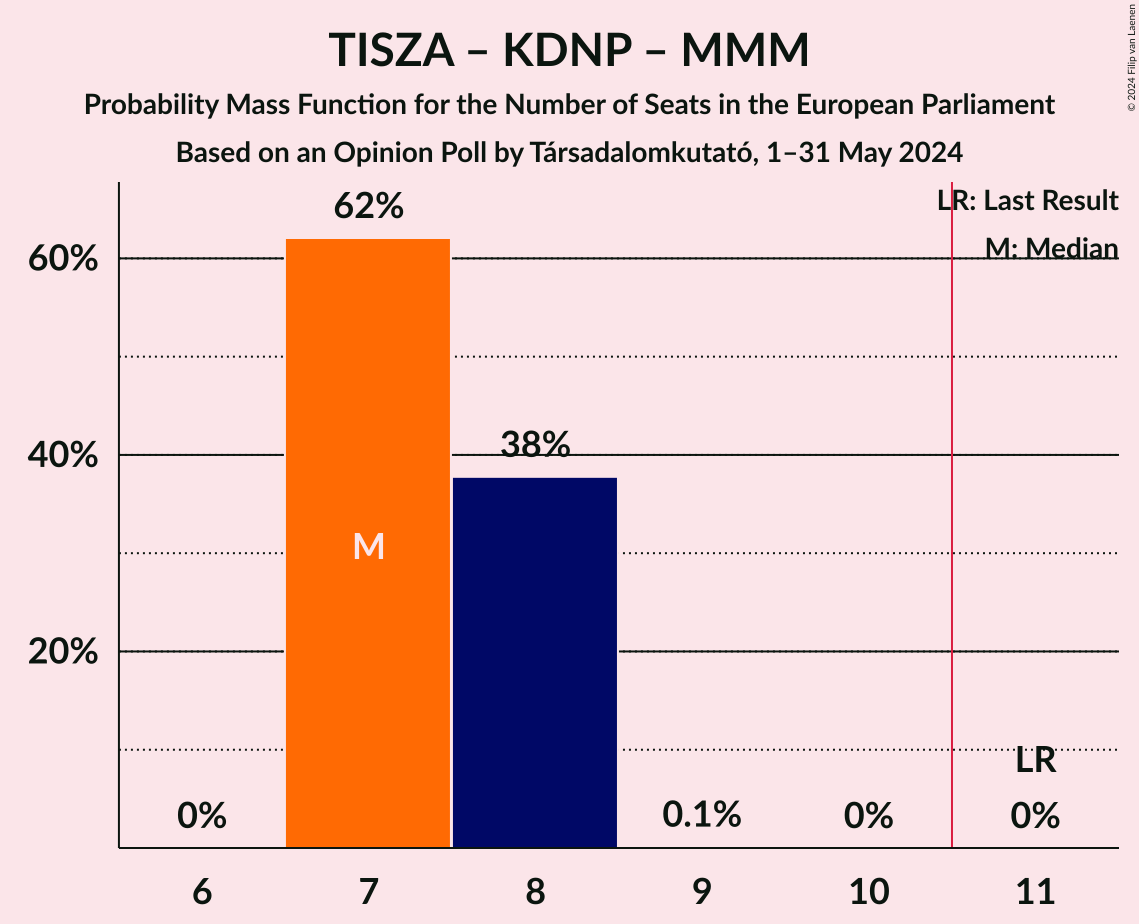 TISZA – KDNP – MMM
Probability Mass Function for the Number of Seats in the European Parliament
Based on an Opinion Poll by Társadalomkutató, 1–31 May 2024
© 2024 Filip van Laenen
LR: Last Result
M: Median
62%
60%
40%
38%
M
20%
LR
0%
0.1%
0%
0%
6
7
8
9
10
11